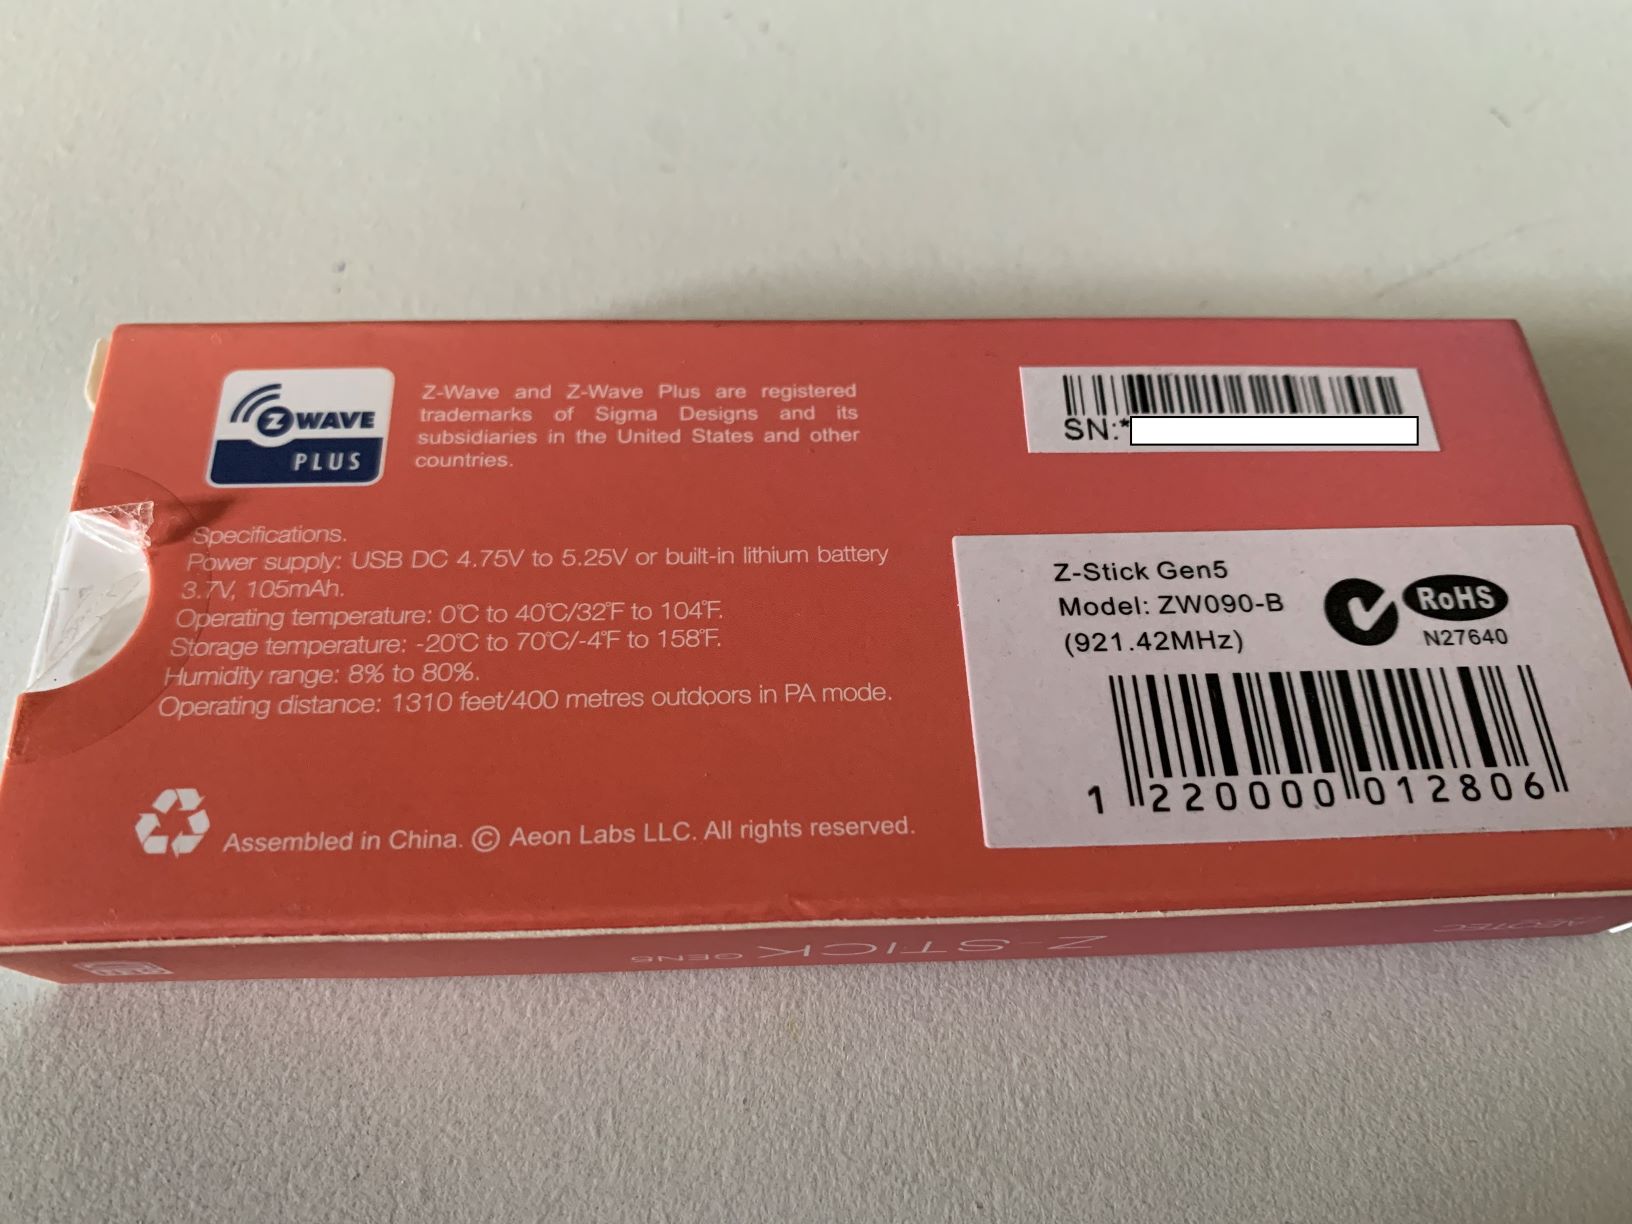 Z WAVE
PLUS
Z-Wave and Z-Wave Plus are registered
trademarks of Sigma Designs and its
subsidiaries in the United States and other
countries.
SN:*
Specifications.
Power supply: USB DC 4.75V to 5.25V or built-in lithium battery
3.7V, 105mAh.
Operating temperature: 0℃ to 40℃/32℉ to 104℉.
Storage temperature: -20℃ to 70℃/-4℉ to 158℉.
Humidity range: 8% to 80%.
Operating distance: 1310 feet/400 metres outdoors in PA mode.
Z-Stick Gen5
Model: ZW090-B
(921.42MHz)
RoHS
N27640
1 220000 012806
Assembled in China. © Aeon Labs LLC. All rights reserved.
Z-STICK GEN5
AEOTEC